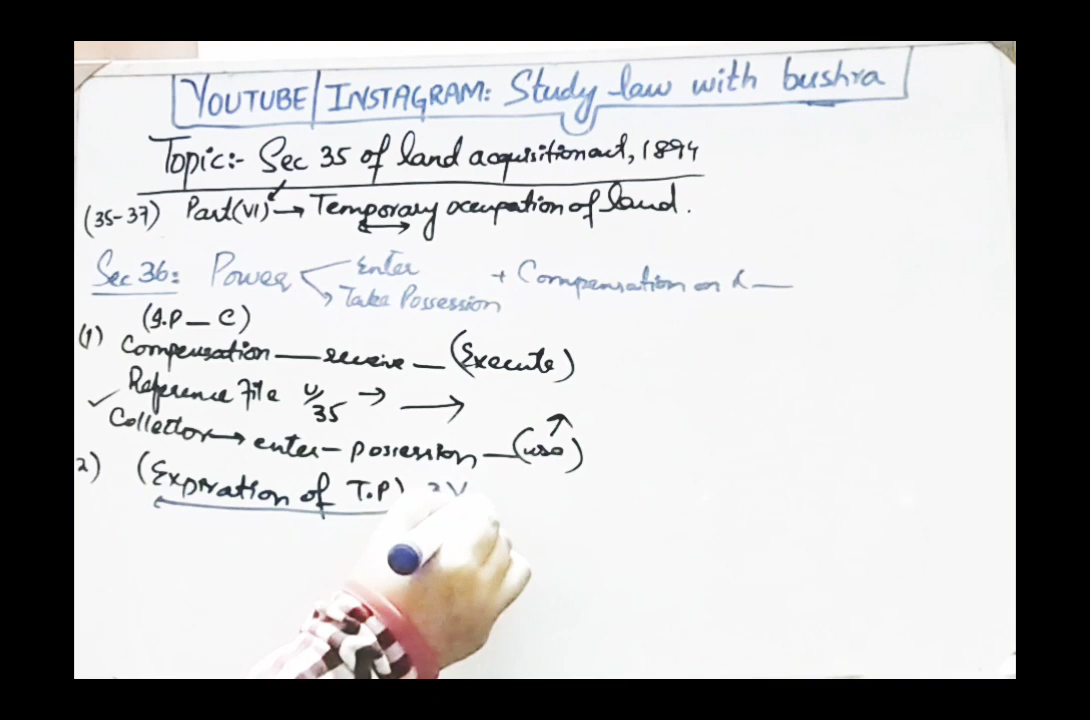 YOUTUBE/INSTAGRAM: Study law with bushra
Topic:- Sec 35 of land acquisition act, 1894
(35-37) Part(VI) → Temporary occupation of land.
Sec 36: Power Enter + Compensation on
Take Possession
(I.P — C)
(1) Compensation — receive — (Execute)
Reference File U/35 → →
✓ Collector → enter – possession – (use)
2) (Expiration of T.P)